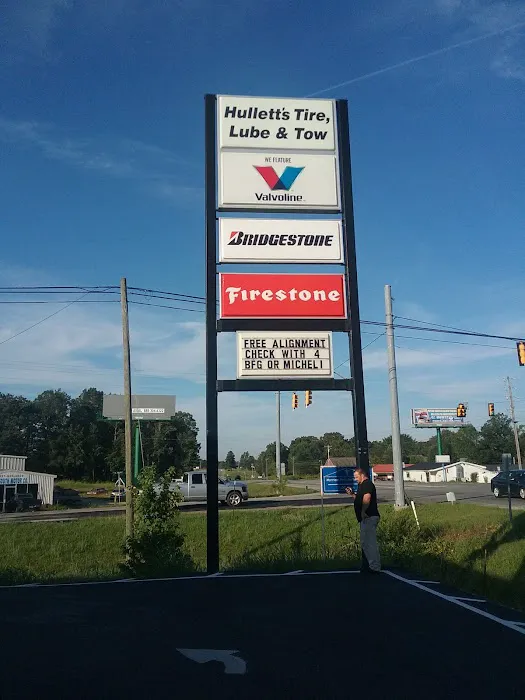 Hullett's Tire,
Lube & Tow
WE FEATURE
Valvoline
BRIDGESTONE
Firestone
FREE ALIGNMENT
CHECK WITH 4
BFG OR MICHELI